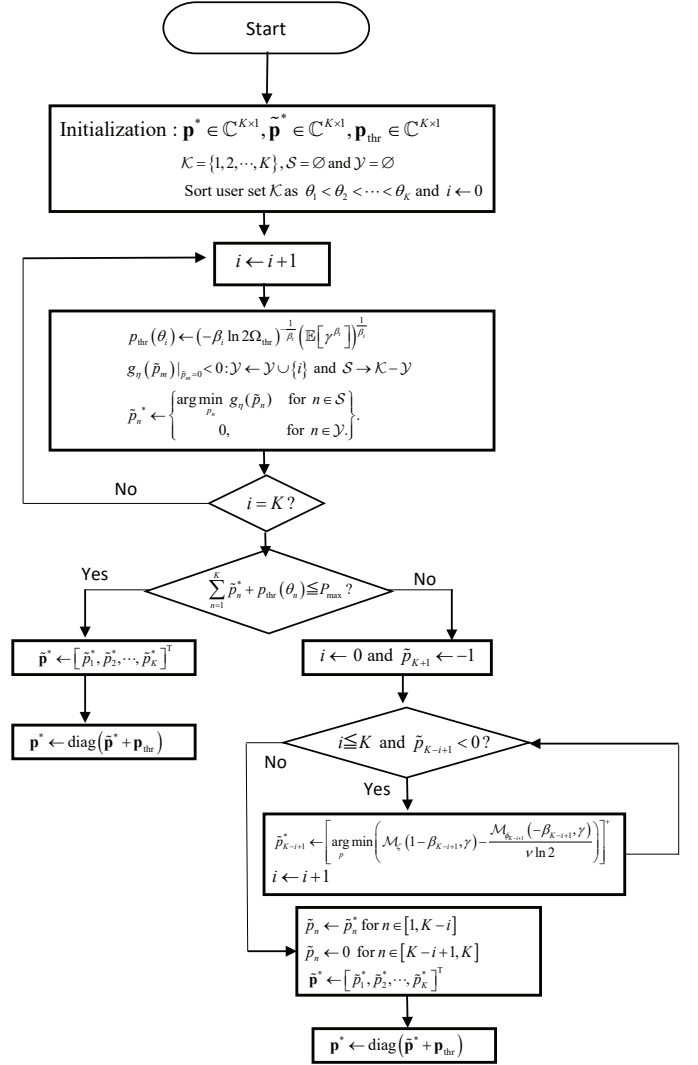 Start
Initialization : 𝐩* ∈ ℂ^{K×1}, 𝐩̃* ∈ ℂ^{K×1}, 𝐩_thr ∈ ℂ^{K×1}
𝒦 = {1,2,⋯,K}, 𝒮 = ∅ and 𝒴 = ∅
Sort user set 𝒦 as θ_1 < θ_2 < ⋯ < θ_K and i ← 0
i ← i+1
p_thr(θ_i) ← (−β_i ln 2Ω_thr)^{−1/β_i} (𝔼[γ^{β_i}])^{1/β_i}
g_η(p̃_m)|_{p̃_m=0} < 0: 𝒴 ← 𝒴 ∪ {i} and 𝒮 → 𝒦 − 𝒴
p̃_n* ← { arg min_{p_n} g_η(p̃_n) for n ∈ 𝒮
0, for n ∈ 𝒴. }.
No
i = K ?
Yes
∑_{n=1}^{K} p̃_n* + p_thr(θ_n) ≦ P_max ?
No
𝐩̃* ← [p̃_1*, p̃_2*, ⋯, p̃_K*]^T
i ← 0 and p̃_{K+1} ← −1
𝐩* ← diag(𝐩̃* + 𝐩_thr)
i ≦ K and p̃_{K−i+1} < 0 ?
No
Yes
p̃*_{K−i+1} ← [arg min_p (ℳ_ζ(1−β_{K−i+1}, γ) − ℳ_{ϕ_{K−i+1}}(−β_{K−i+1}, γ) / (ν ln 2))]^+
i ← i+1
p̃_n ← p̃_n* for n ∈ [1, K−i]
p̃_n ← 0 for n ∈ [K−i+1, K]
𝐩̃* ← [p̃_1*, p̃_2*, ⋯, p̃_K*]^T
𝐩* ← diag(𝐩̃* + 𝐩_thr)